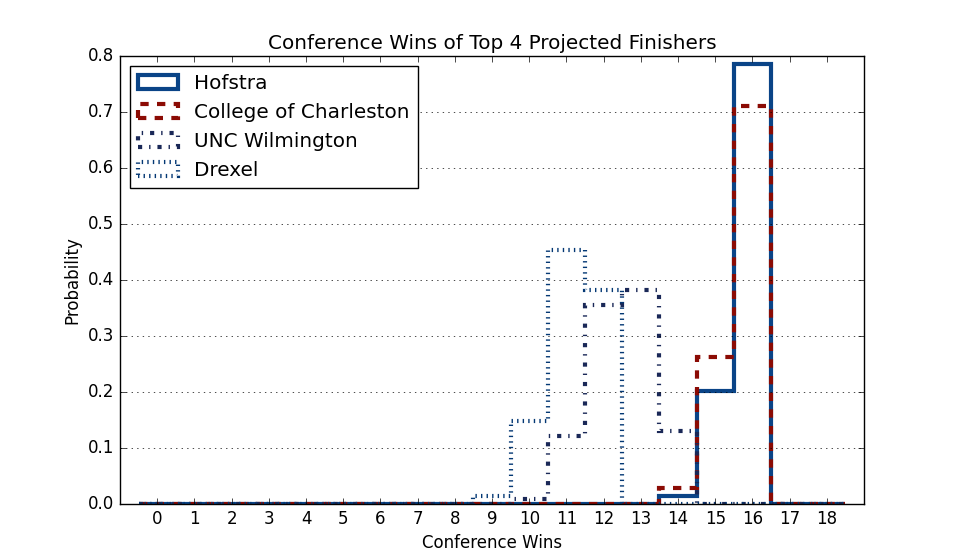 Conference Wins of Top 4 Projected Finishers
Hofstra
College of Charleston
UNC Wilmington
Drexel
0.8
0.7
0.6
0.5
0.4
0.3
0.2
0.1
0.0
Probability
0 1 2 3 4 5 6 7 8 9 10 11 12 13 14 15 16 17 18
Conference Wins